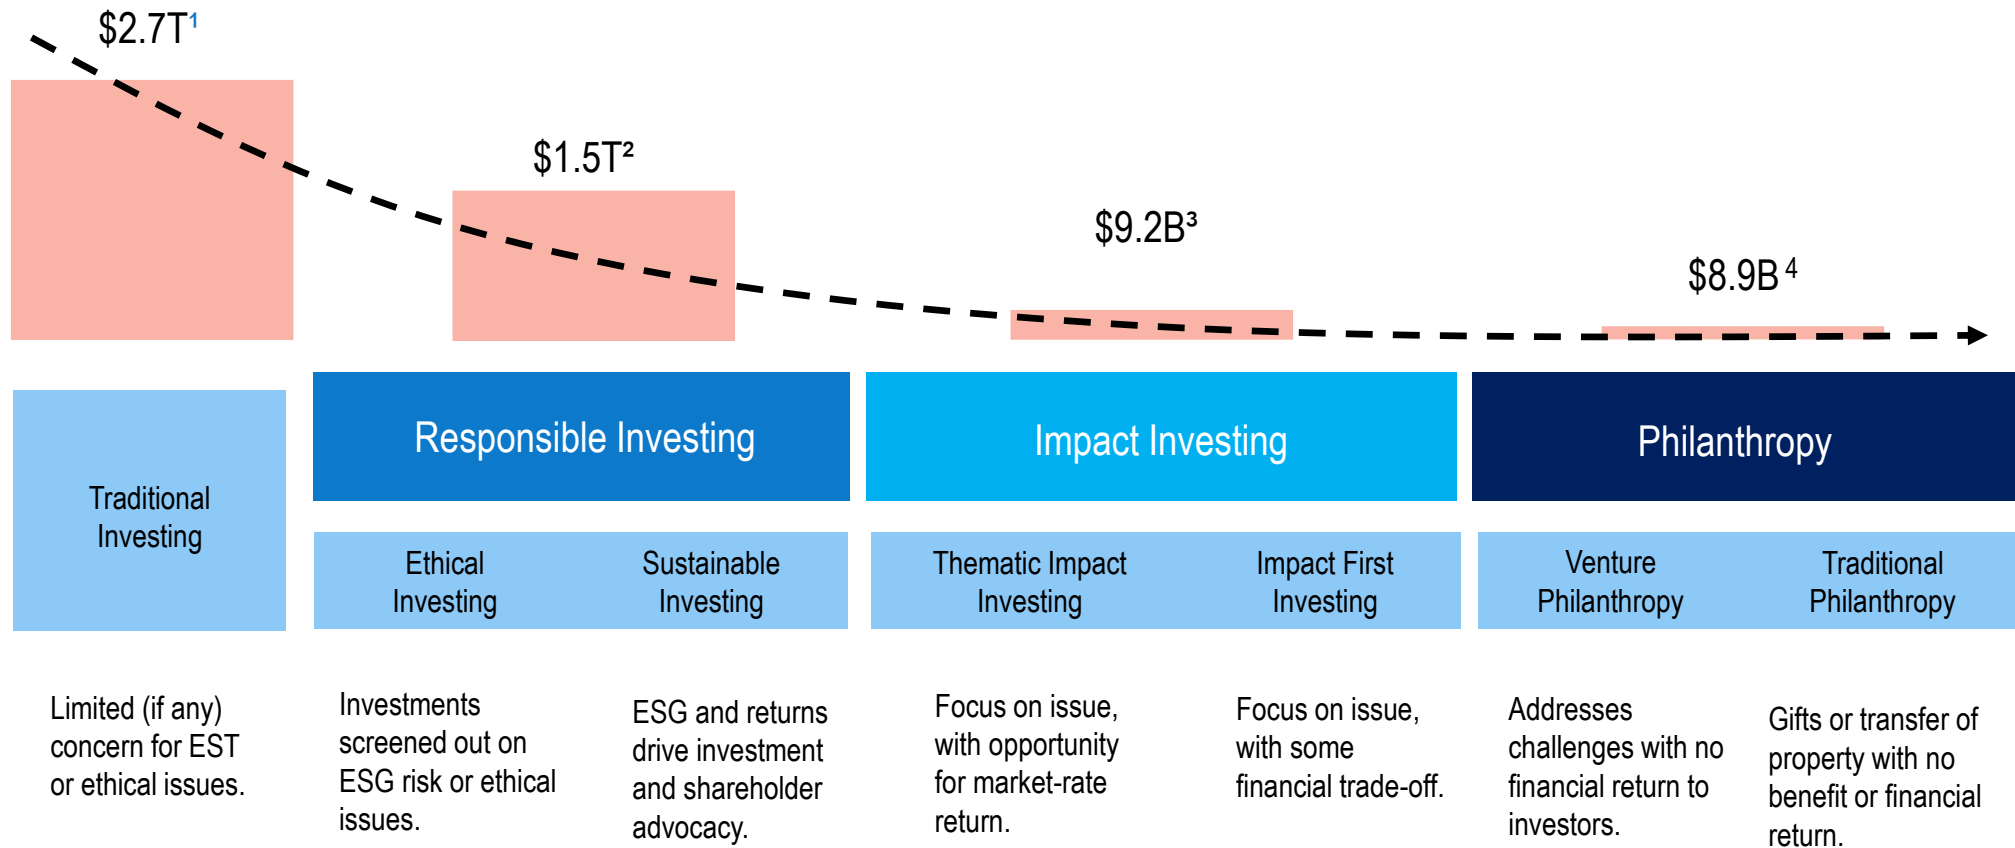 $2.7T¹
$1.5T²
$9.2B³
$8.9B ⁴
Traditional
Investing
Responsible Investing
Impact Investing
Philanthropy
Ethical
Investing
Sustainable
Investing
Thematic Impact
Investing
Impact First
Investing
Venture
Philanthropy
Traditional
Philanthropy
Limited (if any)
concern for EST
or ethical issues.
Investments
screened out on
ESG risk or ethical
issues.
ESG and returns
drive investment
and shareholder
advocacy.
Focus on issue,
with opportunity
for market-rate
return.
Focus on issue,
with some
financial trade-off.
Addresses
challenges with no
financial return to
investors.
Gifts or transfer of
property with no
benefit or financial
return.